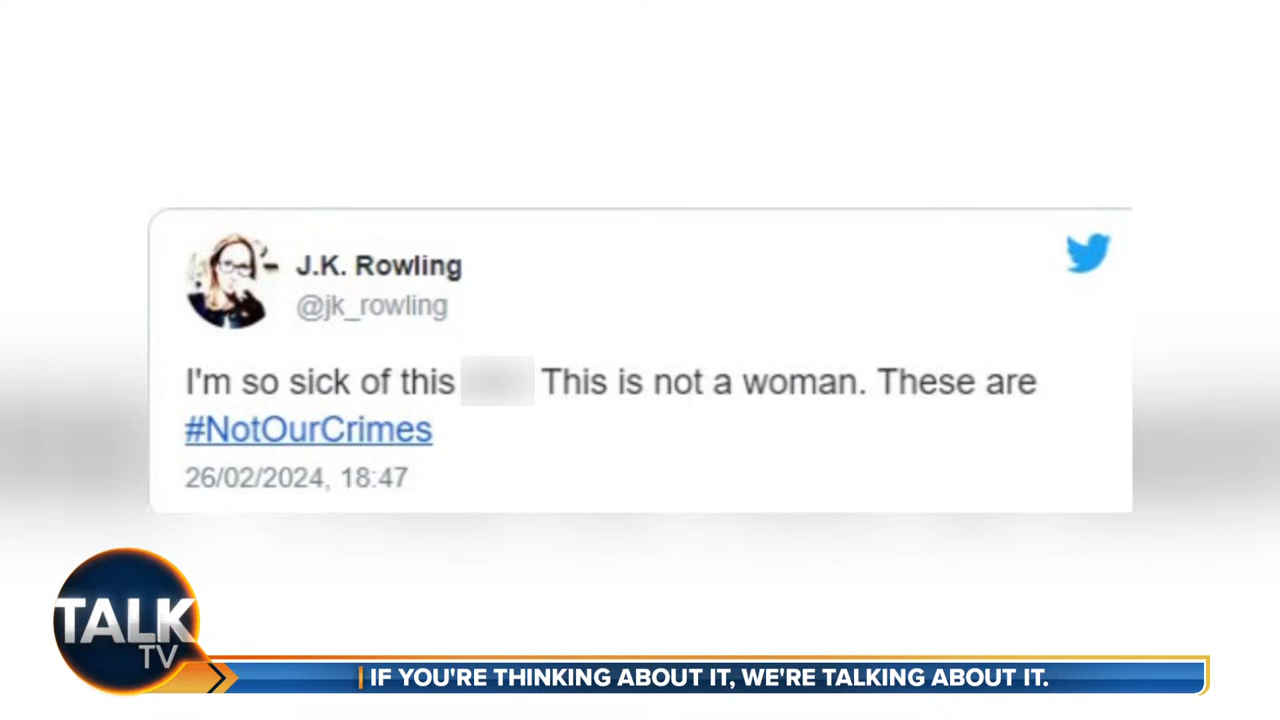 J.K. Rowling
@jk_rowling
I'm so sick of this This is not a woman. These are
#NotOurCrimes
26/02/2024, 18:47
TALK
TV
IF YOU'RE THINKING ABOUT IT, WE'RE TALKING ABOUT IT.